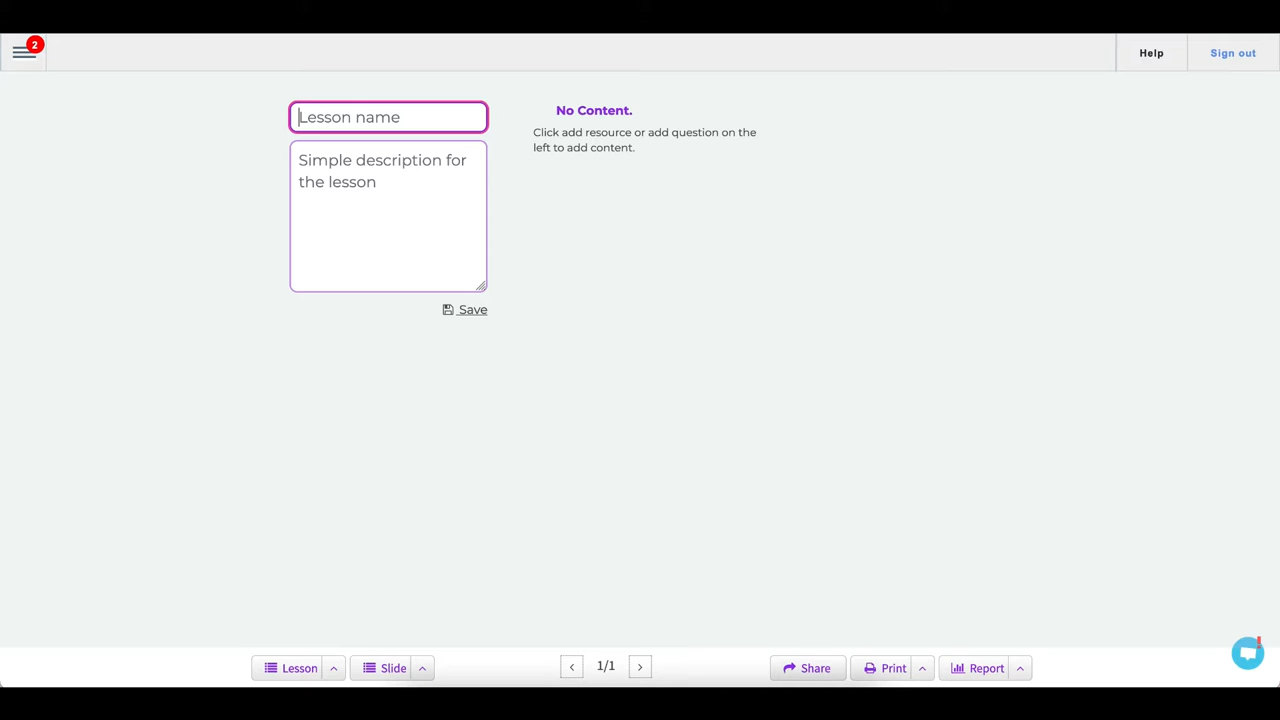 2
Help
Sign out
Lesson name
Simple description for
the lesson
Save
No Content.
Click add resource or add question on the
left to add content.
Lesson
Slide
1/1
Share
Print
Report